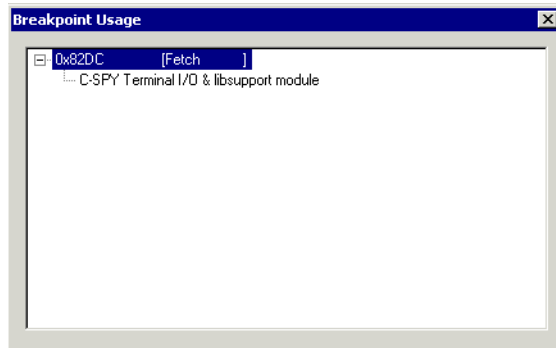 Breakpoint Usage
0x82DC [Fetch ]
C-SPY Terminal I/O & libsupport module